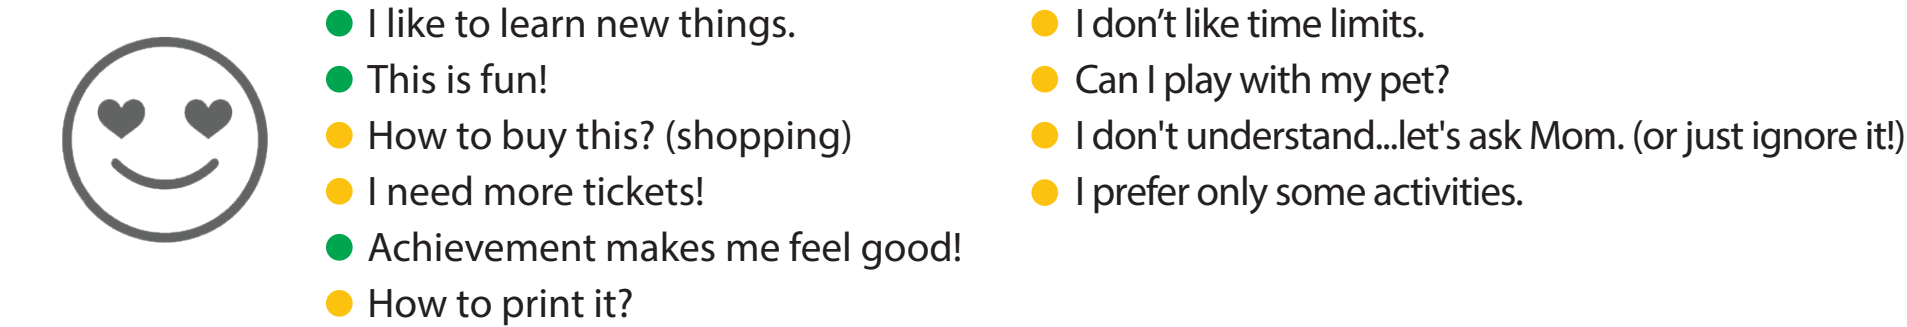 I like to learn new things.
This is fun!
How to buy this? (shopping)
I need more tickets!
Achievement makes me feel good!
How to print it?
I don’t like time limits.
Can I play with my pet?
I don't understand...let's ask Mom. (or just ignore it!)
I prefer only some activities.